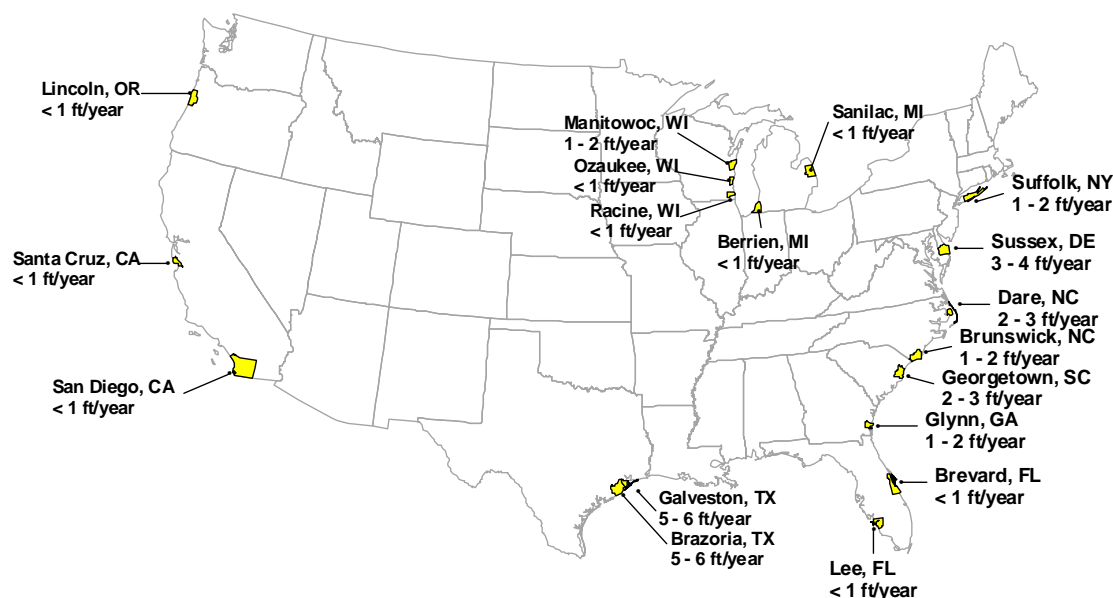 Lincoln, OR
< 1 ft/year
Santa Cruz, CA
< 1 ft/year
San Diego, CA
< 1 ft/year
Manitowoc, WI
1 - 2 ft/year
Ozaukee, WI
< 1 ft/year
Racine, WI
< 1 ft/year
Berrien, MI
< 1 ft/year
Sanilac, MI
< 1 ft/year
Suffolk, NY
1 - 2 ft/year
Sussex, DE
3 - 4 ft/year
Dare, NC
2 - 3 ft/year
Brunswick, NC
1 - 2 ft/year
Georgetown, SC
2 - 3 ft/year
Glynn, GA
1 - 2 ft/year
Brevard, FL
< 1 ft/year
Galveston, TX
5 - 6 ft/year
Brazoria, TX
5 - 6 ft/year
Lee, FL
< 1 ft/year